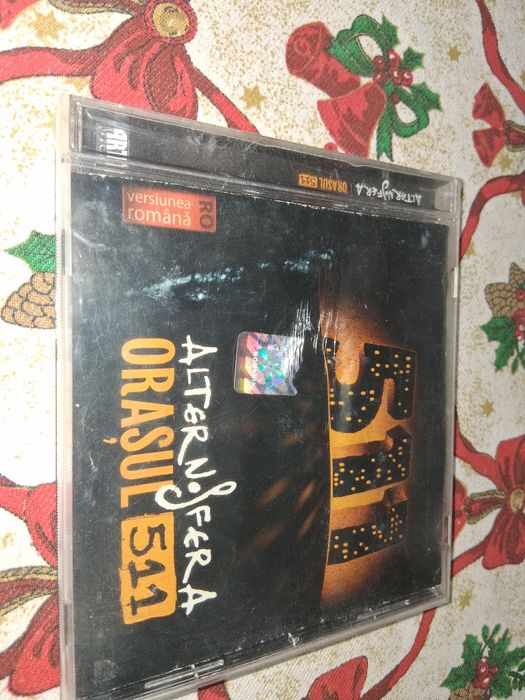 ALTERNOSFERA
ORAȘUL 511
versiunea
română
RO
511
ALTERNOSFERA
ORAȘUL 511